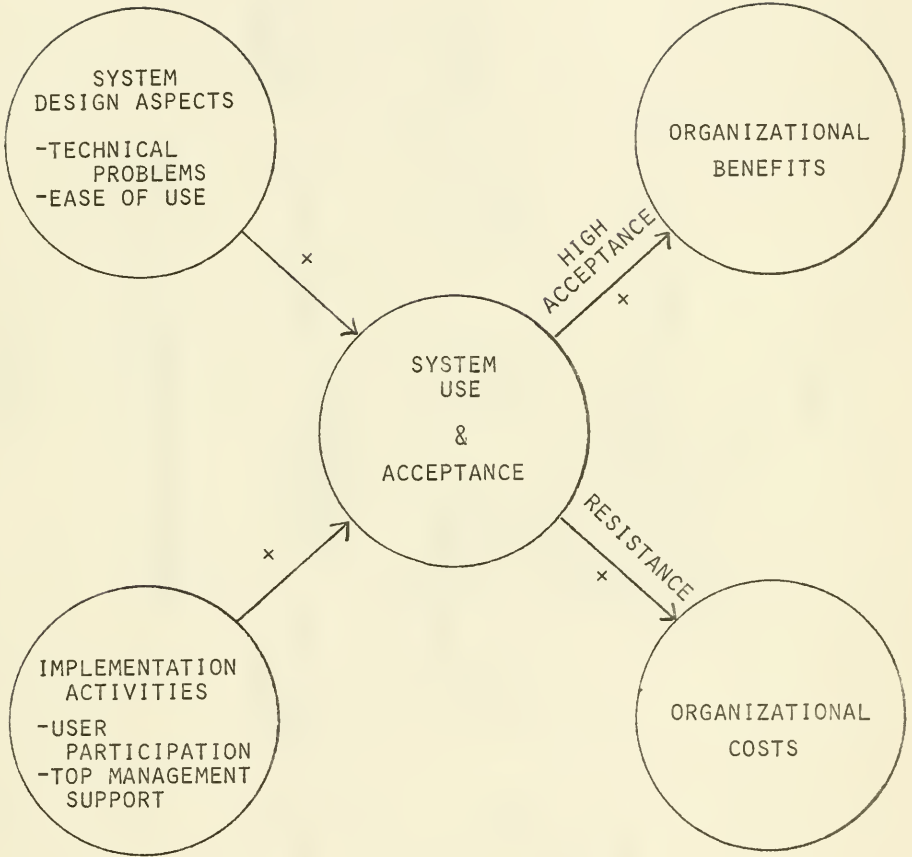 SYSTEM
DESIGN ASPECTS
-TECHNICAL
PROBLEMS
-EASE OF USE
+
ORGANIZATIONAL
BENEFITS
HIGH
ACCEPTANCE
+
SYSTEM
USE
&
ACCEPTANCE
+
IMPLEMENTATION
ACTIVITIES
-USER
PARTICIPATION
-TOP MANAGEMENT
SUPPORT
RESISTANCE
+
ORGANIZATIONAL
COSTS